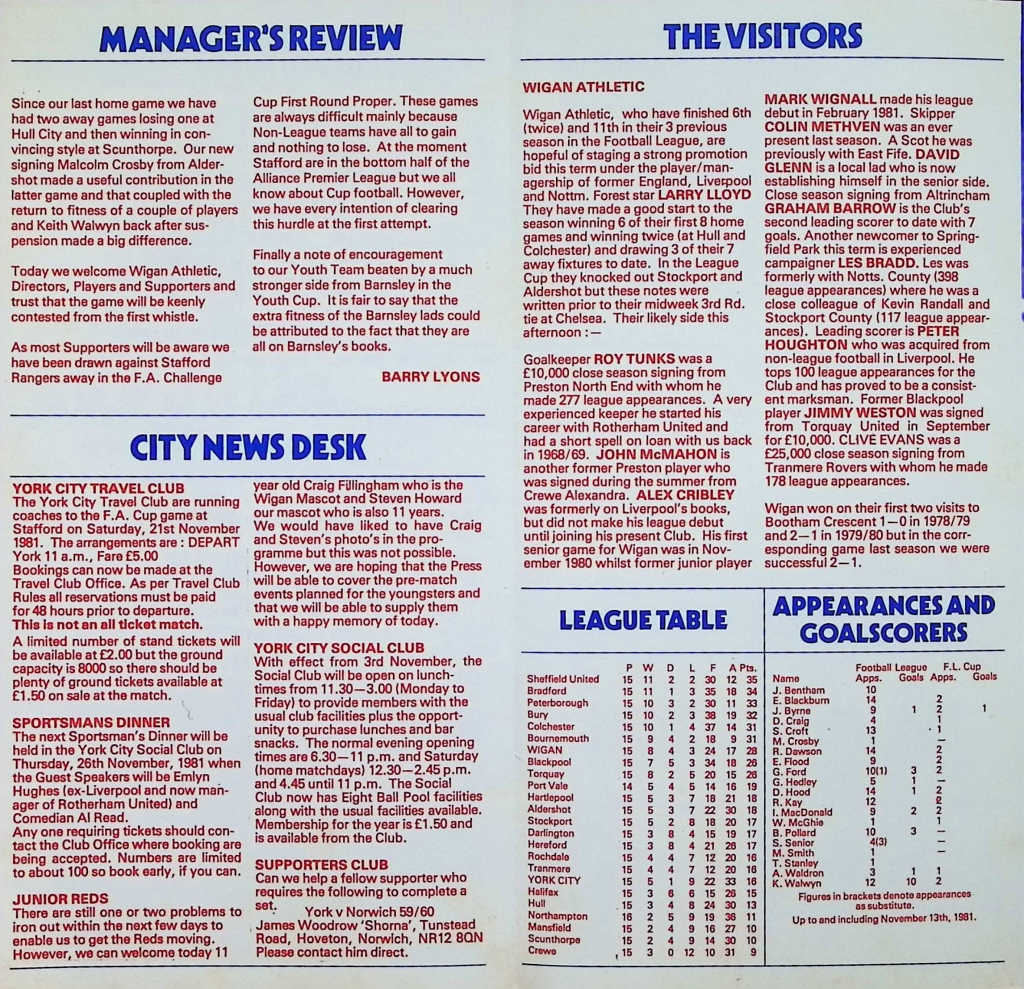 MANAGER'S REVIEW
Since our last home game we have
had two away games losing one at
Hull City and then winning in con-
vincing style at Scunthorpe. Our new
signing Malcolm Crosby from Alder-
shot made a useful contribution in the
latter game and that coupled with the
return to fitness of a couple of players
and Keith Walwyn back after sus-
pension made a big difference.
Today we welcome Wigan Athletic,
Directors, Players and Supporters and
trust that the game will be keenly
contested from the first whistle.
As most Supporters will be aware we
have been drawn against Stafford
Rangers away in the F.A. Challenge
Cup First Round Proper. These games
are always difficult mainly because
Non-League teams have all to gain
and nothing to lose. At the moment
Stafford are in the bottom half of the
Alliance Premier League but we all
know about Cup football. However,
we have every intention of clearing
this hurdle at the first attempt.
Finally a note of encouragement
to our Youth Team beaten by a much
stronger side from Barnsley in the
Youth Cup. It is fair to say that the
extra fitness of the Barnsley lads could
be attributed to the fact that they are
all on Barnsley's books.
BARRY LYONS
CITY NEWS DESK
YORK CITY TRAVEL CLUB
The York City Travel Club are running
coaches to the F.A. Cup game at
Stafford on Saturday, 21st November
1981. The arrangements are : DEPART
York 11 a.m., Fare £5.00
Bookings can now be made at the
Travel Club Office. As per Travel Club
Rules all reservations must be paid
for 48 hours prior to departure.
This is not an all ticket match.
A limited number of stand tickets will
be available at £2.00 but the ground
capacity is 8000 so there should be
plenty of ground tickets available at
£1.50 on sale at the match.
SPORTSMANS DINNER
The next Sportsman's Dinner will be
held in the York City Social Club on
Thursday, 26th November, 1981 when
the Guest Speakers will be Emlyn
Hughes (ex-Liverpool and now man-
ager of Rotherham United) and
Comedian Al Read.
Any one requiring tickets should con-
tact the Club Office where booking are
being accepted. Numbers are limited
to about 100 so book early, if you can.
JUNIOR REDS
There are still one or two problems to
iron out within the next few days to
enable us to get the Reds moving.
However, we can welcome today 11
year old Craig Fillingham who is the
Wigan Mascot and Steven Howard
our mascot who is also 11 years.
We would have liked to have Craig
and Steven's photo's in the pro-
gramme but this was not possible.
However, we are hoping that the Press
will be able to cover the pre-match
events planned for the youngsters and
that we will be able to supply them
with a happy memory of today.
YORK CITY SOCIAL CLUB
With effect from 3rd November, the
Social Club will be open on lunch-
times from 11.30—3.00 (Monday to
Friday) to provide members with the
usual club facilities plus the opport-
unity to purchase lunches and bar
snacks. The normal evening opening
times are 6.30—11 p.m. and Saturday
(home matchdays) 12.30—2.45 p.m.
and 4.45 until 11 p.m. The Social
Club now has Eight Ball Pool facilities
along with the usual facilities available.
Membership for the year is £1.50 and
is available from the Club.
SUPPORTERS CLUB
Can we help a fellow supporter who
requires the following to complete a
set.
York v Norwich 59/60
James Woodrow 'Shorna', Tunstead
Road, Hoveton, Norwich, NR12 8QN
Please contact him direct.
THE VISITORS
WIGAN ATHLETIC
Wigan Athletic, who have finished 6th
(twice) and 11th in their 3 previous
season in the Football League, are
hopeful of staging a strong promotion
bid this term under the player/man-
agership of former England, Liverpool
and Nottm. Forest star LARRY LLOYD
They have made a good start to the
season winning 6 of their first 8 home
games and winning twice (at Hull and
Colchester) and drawing 3 of their 7
away fixtures to date. In the League
Cup they knocked out Stockport and
Aldershot but these notes were
written prior to their midweek 3rd Rd.
tie at Chelsea. Their likely side this
afternoon :—
Goalkeeper ROY TUNKS was a
£10,000 close season signing from
Preston North End with whom he
made 277 league appearances. A very
experienced keeper he started his
career with Rotherham United and
had a short spell on loan with us back
in 1968/69. JOHN McMAHON is
another former Preston player who
was signed during the summer from
Crewe Alexandra. ALEX CRIBLEY
was formerly on Liverpool's books,
but did not make his league debut
until joining his present Club. His first
senior game for Wigan was in Nov-
ember 1980 whilst former junior player
MARK WIGNALL made his league
debut in February 1981. Skipper
COLIN METHVEN was an ever
present last season. A Scot he was
previously with East Fife. DAVID
GLENN is a local lad who is now
establishing himself in the senior side.
Close season signing from Altrincham
GRAHAM BARROW is the Club's
second leading scorer to date with 7
goals. Another newcomer to Spring-
field Park this term is experienced
campaigner LES BRADD. Les was
formerly with Notts. County (398
league appearances) where he was a
close colleague of Kevin Randall and
Stockport County (117 league appear-
ances). Leading scorer is PETER
HOUGHTON who was acquired from
non-league football in Liverpool. He
tops 100 league appearances for the
Club and has proved to be a consist-
ent marksman. Former Blackpool
player JIMMY WESTON was signed
from Torquay United in September
for £10,000. CLIVE EVANS was a
£25,000 close season signing from
Tranmere Rovers with whom he made
178 league appearances.
Wigan won on their first two visits to
Bootham Crescent 1—0 in 1978/79
and 2—1 in 1979/80 but in the corr-
esponding game last season we were
successful 2—1.
LEAGUE TABLE
P W D L F A Pts.
Sheffield United 15 11 2 2 30 12 35
Bradford 15 11 1 3 35 18 34
Peterborough 15 10 3 2 30 11 33
Bury 15 10 2 3 38 19 32
Colchester 15 10 1 4 37 14 31
Bournemouth 15 9 4 2 18 9 31
WIGAN 15 8 4 3 24 17 28
Blackpool 15 7 5 3 34 18 26
Torquay 15 8 2 5 20 15 26
Port Vale 14 5 4 5 14 16 19
Hartlepool 15 5 3 7 18 21 18
Aldershot 15 5 3 7 22 30 18
Stockport 15 5 2 8 18 20 17
Darlington 15 3 8 4 15 19 17
Hereford 15 3 8 4 21 26 17
Rochdale 15 4 4 7 12 20 16
Tranmere 15 4 4 7 12 20 16
YORK CITY 15 5 1 9 22 33 16
Halifax 15 3 6 6 15 26 15
Hull 15 3 4 8 24 30 13
Northampton 16 2 5 9 19 36 11
Mansfield 15 2 4 9 16 27 10
Scunthorpe 15 2 4 9 14 30 10
Crewe 15 3 0 12 10 31 9
APPEARANCES AND
GOALSCORERS
Football League F.L. Cup
Name Apps. Goals Apps. Goals
J. Bentham 10
E. Blackburn 14 2
J. Byrne 9 1 2 1
D. Craig 4 1
S. Croft 13 1
M. Crosby 1 —
R. Dawson 14 2
E. Flood 9 2
G. Ford 10(1) 3 2
G. Hedley 5 1 —
D. Hood 14 1 2
R. Kay 12 2
I. MacDonald 9 2 2
W. McGhie 1 1
B. Pollard 10 3 —
S. Senior 4(3)
M. Smith 1 —
T. Stanley 1
A. Waldron 3 1 1
K. Walwyn 12 10 2
Figures in brackets denote appearances
as substitute.
Up to and including November 13th, 1981.